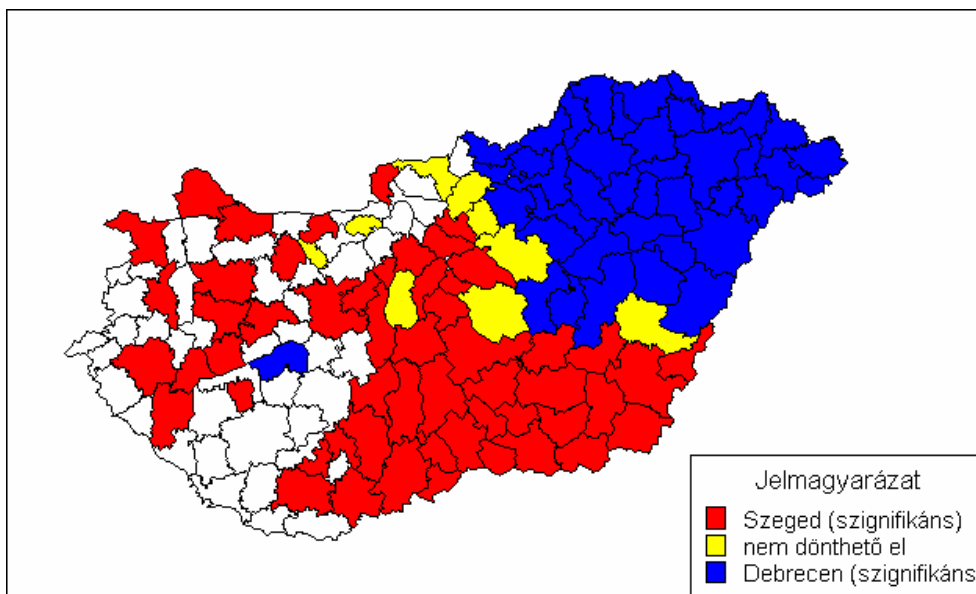 Jelmagyarázat
Szeged (szignifikáns)
nem dönthető el
Debrecen (szignifikáns